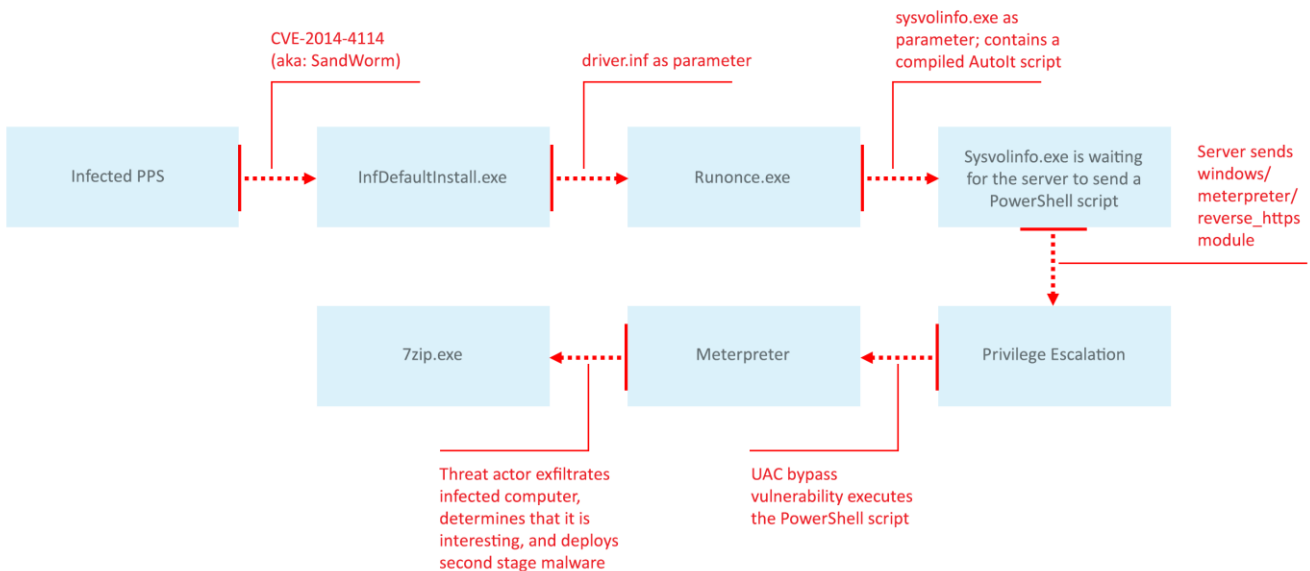 CVE-2014-4114
(aka: SandWorm)
driver.inf as parameter
sysvolinfo.exe as
parameter; contains a
compiled AutoIt script
Infected PPS
InfDefaultInstall.exe
Runonce.exe
Sysvolinfo.exe is waiting
for the server to send a
PowerShell script
Server sends
windows/
meterpreter/
reverse_https
module
7zip.exe
Meterpreter
Privilege Escalation
Threat actor exfiltrates
infected computer,
determines that it is
interesting, and deploys
second stage malware
UAC bypass
vulnerability executes
the PowerShell script